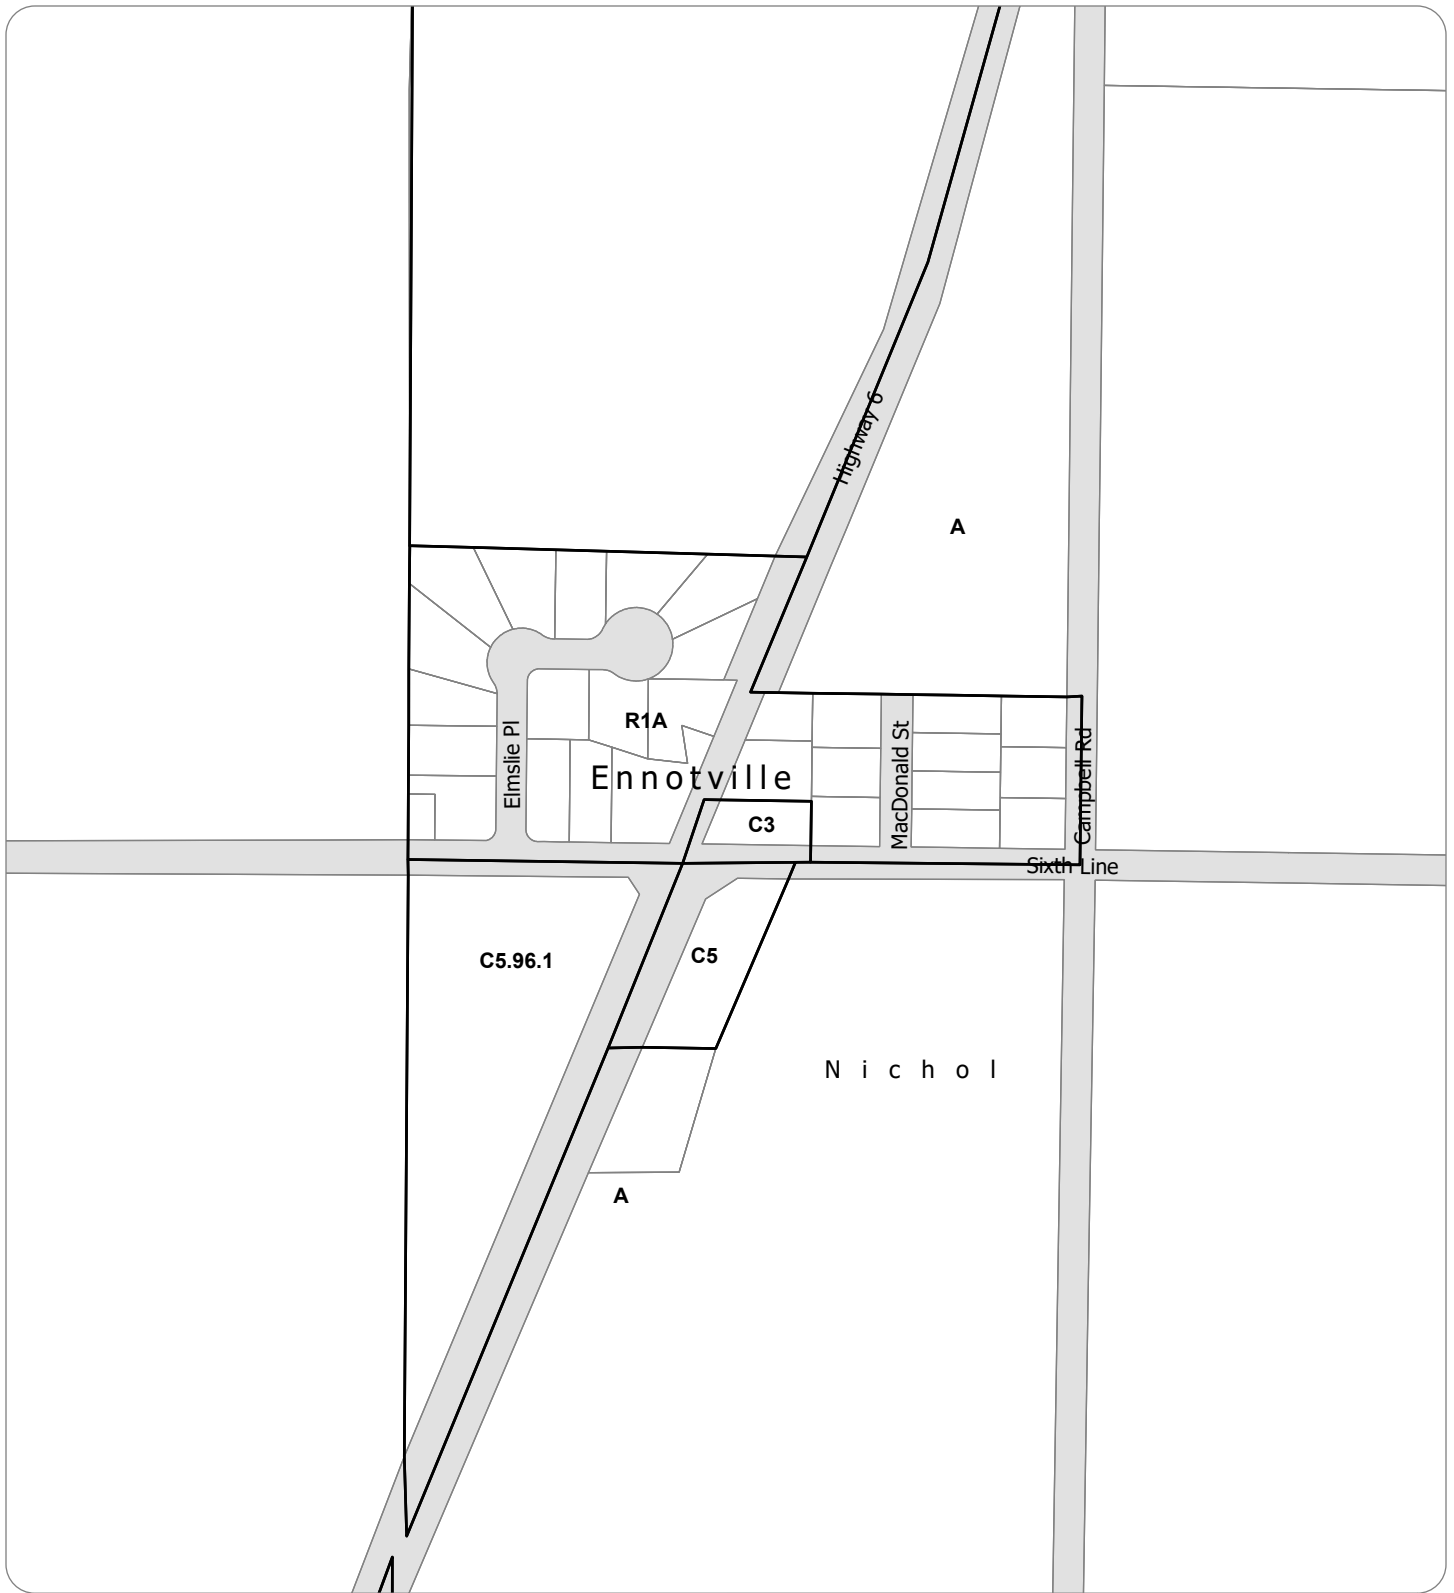 Highway 6
A
R1A
Elmslie Pl
Ennotville
MacDonald St
Campbell Rd
C3
Sixth Line
C5.96.1
C5
Nichol
A